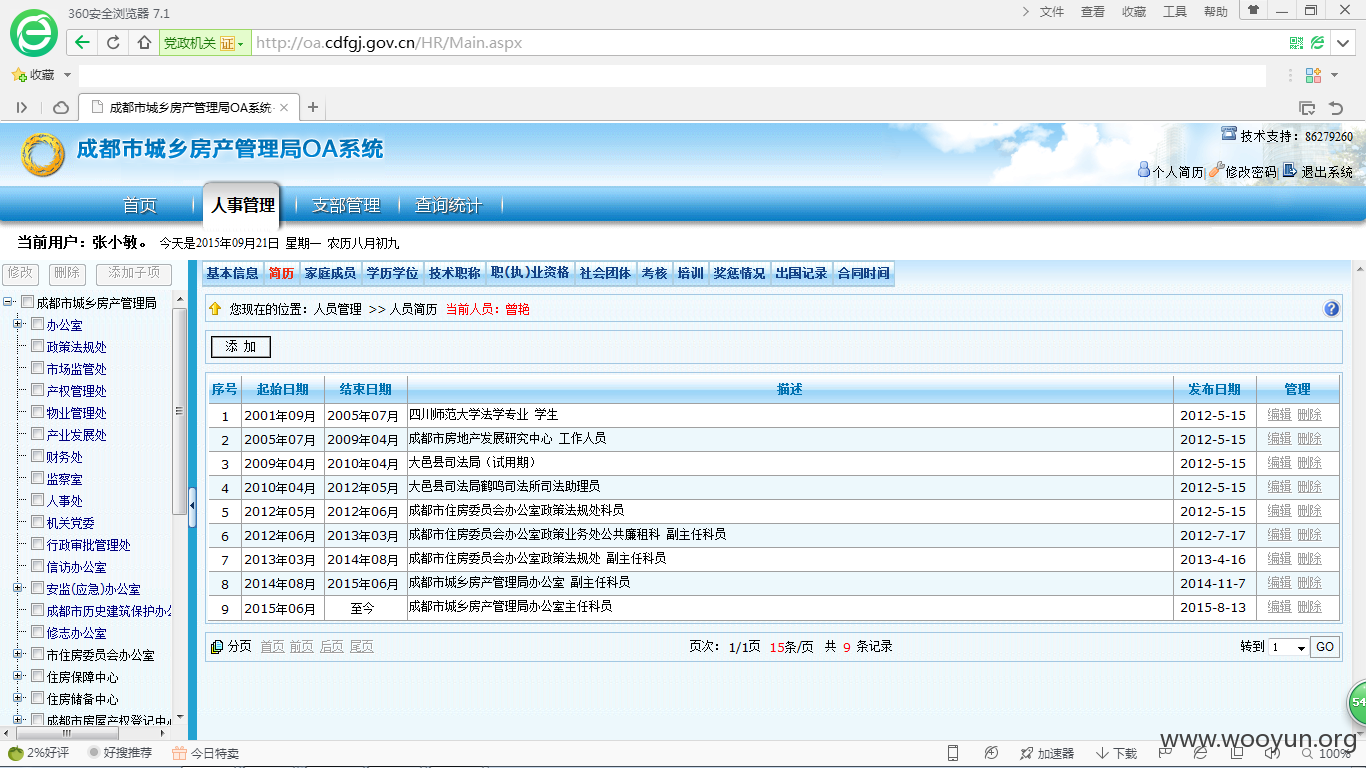 360安全浏览器 7.1
文件 查看 收藏 工具 帮助
党政机关 证 http://oa.cdfgj.gov.cn/HR/Main.aspx
收藏
成都市城乡房产管理局OA系统
成都市城乡房产管理局OA系统
技术支持：86279260
个人简历 修改密码 退出系统
首页 人事管理 支部管理 查询统计
当前用户：张小敏。 今天是2015年09月21日 星期一 农历八月初九
修改 删除 添加子项
成都市城乡房产管理局
办公室
政策法规处
市场监管处
产权管理处
物业管理处
产业发展处
财务处
监察室
人事处
机关党委
行政审批管理处
信访办公室
安监(应急)办公室
成都市历史建筑保护办公
修志办公室
市住房委员会办公室
住房保障中心
住房储备中心
成都市房屋产权登记中心
基本信息 简历 家庭成员 学历学位 技术职称 职(执)业资格 社会团体 考核 培训 奖惩情况 出国记录 合同时间
您现在的位置：人员管理 >> 人员简历 当前人员：曾艳
添 加
序号 起始日期 结束日期 描述 发布日期 管理
1 2001年09月 2005年07月 四川师范大学法学专业 学生 2012-5-15 编辑 删除
2 2005年07月 2009年04月 成都市房地产发展研究中心 工作人员 2012-5-15 编辑 删除
3 2009年04月 2010年04月 大邑县司法局（试用期） 2012-5-15 编辑 删除
4 2010年04月 2012年05月 大邑县司法局鹤鸣司法所司法助理员 2012-5-15 编辑 删除
5 2012年05月 2012年06月 成都市住房委员会办公室政策法规处科员 2012-5-15 编辑 删除
6 2012年06月 2013年03月 成都市住房委员会办公室政策业务处公共廉租科 副主任科员 2012-7-17 编辑 删除
7 2013年03月 2014年08月 成都市住房委员会办公室政策法规处 副主任科员 2013-4-16 编辑 删除
8 2014年08月 2015年06月 成都市城乡房产管理局办公室 副主任科员 2014-11-7 编辑 删除
9 2015年06月 至今 成都市城乡房产管理局办公室主任科员 2015-8-13 编辑 删除
分页 首页 前页 后页 尾页 页次：1/1页 15条/页 共 9 条记录 转到 1 GO
54
www.wooyun.org
2%好评 好搜推荐 今日特卖 加速器 下载 100%